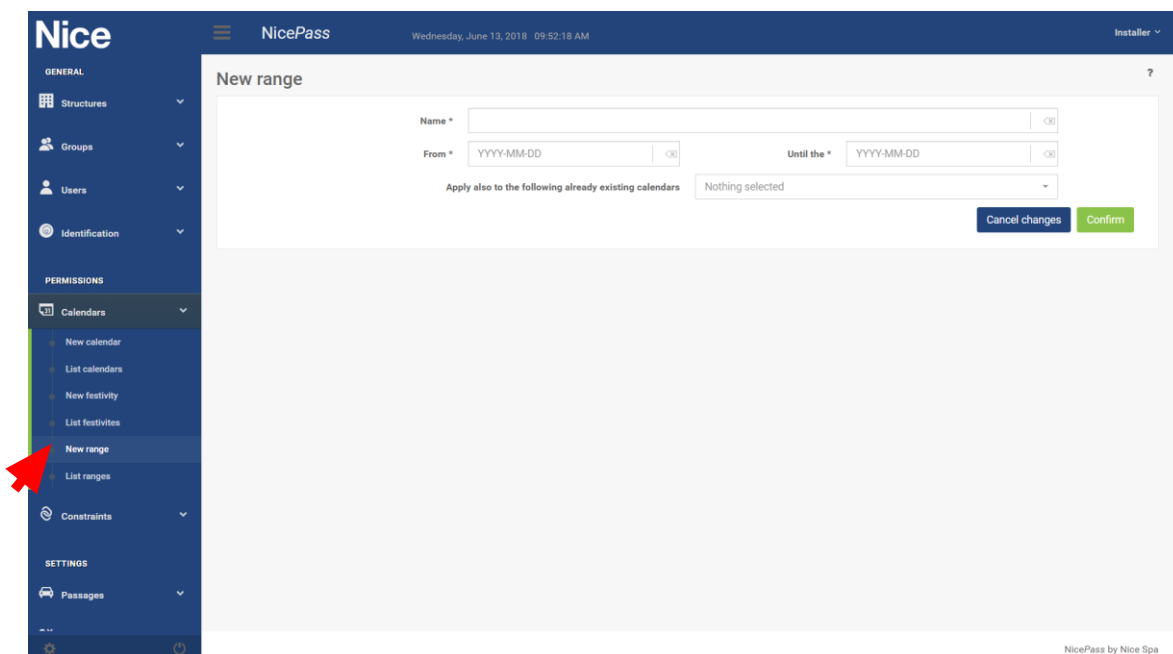 Nice
NicePass
Wednesday, June 13, 2018 09:52:18 AM
Installer
GENERAL
Structures
Groups
Users
Identification
PERMISSIONS
Calendars
New calendar
List calendars
New festivity
List festivites
New range
List ranges
Constraints
SETTINGS
Passages
New range
?
Name *
From * YYYY-MM-DD Until the * YYYY-MM-DD
Apply also to the following already existing calendars Nothing selected
Cancel changes Confirm
NicePass by Nice Spa